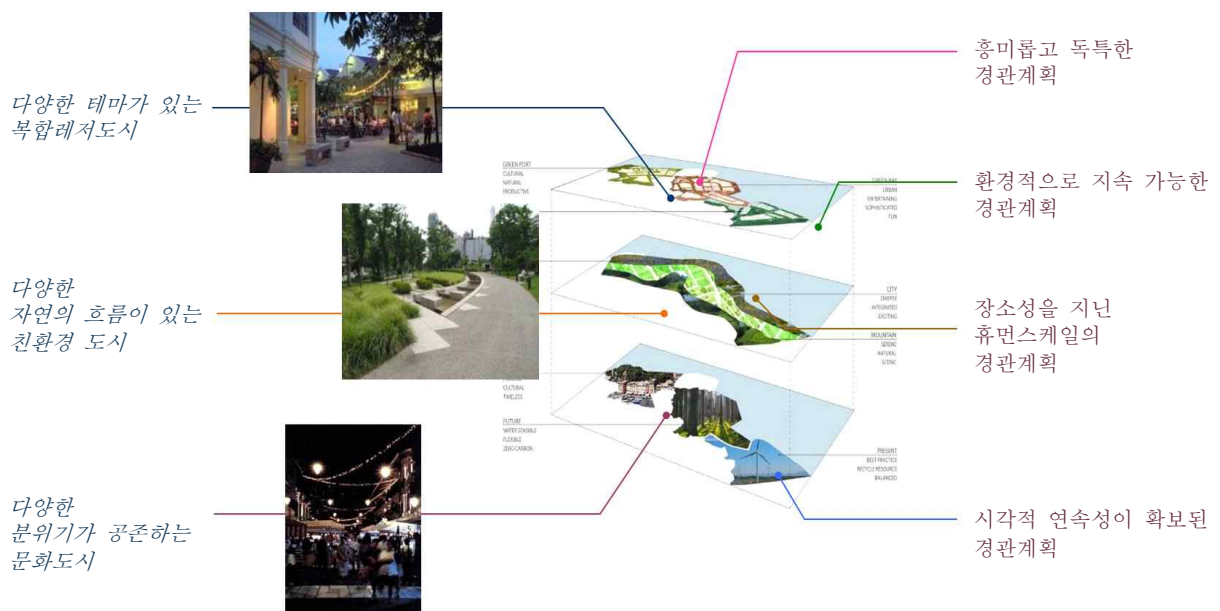 다양한 테마가 있는
복합레저도시
다양한
자연의 흐름이 있는
친환경 도시
다양한
분위기가 공존하는
문화도시
GREEN PORT
CULTURAL
NATURAL
PRODUCTIVE
URBAN
ENTERTAINING
SOPHISTICATED
FUN
CITY
DIVERSE
INTEGRATED
EXCITING
MOUNTAIN
SERENE
NATURAL
SCENIC
CULTURAL
TIMELESS
FUTURE
WATER SENSIBLE
FLEXIBLE
ZERO CARBON
PRESENT
BEST PRACTICE
RECYCLE RESOURCE
BALANCED
흥미롭고 독특한
경관계획
환경적으로 지속 가능한
경관계획
장소성을 지닌
휴먼스케일의
경관계획
시각적 연속성이 확보된
경관계획